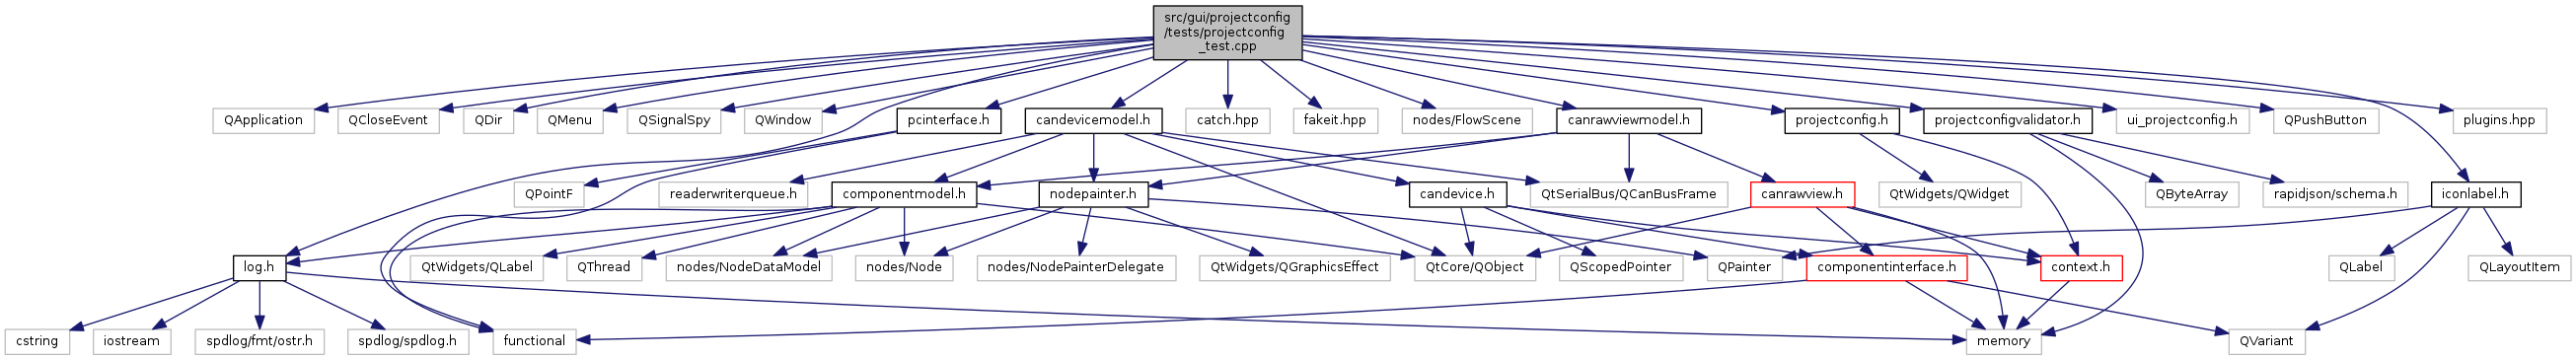 src/gui/projectconfig
/tests/projectconfig
_test.cpp
QApplication
QCloseEvent
QDir
QMenu
QSignalSpy
QWindow
pcinterface.h
candevicemodel.h
catch.hpp
fakeit.hpp
nodes/FlowScene
canrawviewmodel.h
projectconfig.h
projectconfigvalidator.h
ui_projectconfig.h
QPushButton
plugins.hpp
QPointF
readerwriterqueue.h
componentmodel.h
nodepainter.h
candevice.h
QtSerialBus/QCanBusFrame
canrawview.h
QtWidgets/QWidget
QByteArray
rapidjson/schema.h
iconlabel.h
log.h
QtWidgets/QLabel
QThread
nodes/NodeDataModel
nodes/Node
nodes/NodePainterDelegate
QtWidgets/QGraphicsEffect
QtCore/QObject
QScopedPointer
QPainter
componentinterface.h
context.h
QLabel
QLayoutItem
cstring
iostream
spdlog/fmt/ostr.h
spdlog/spdlog.h
functional
memory
QVariant